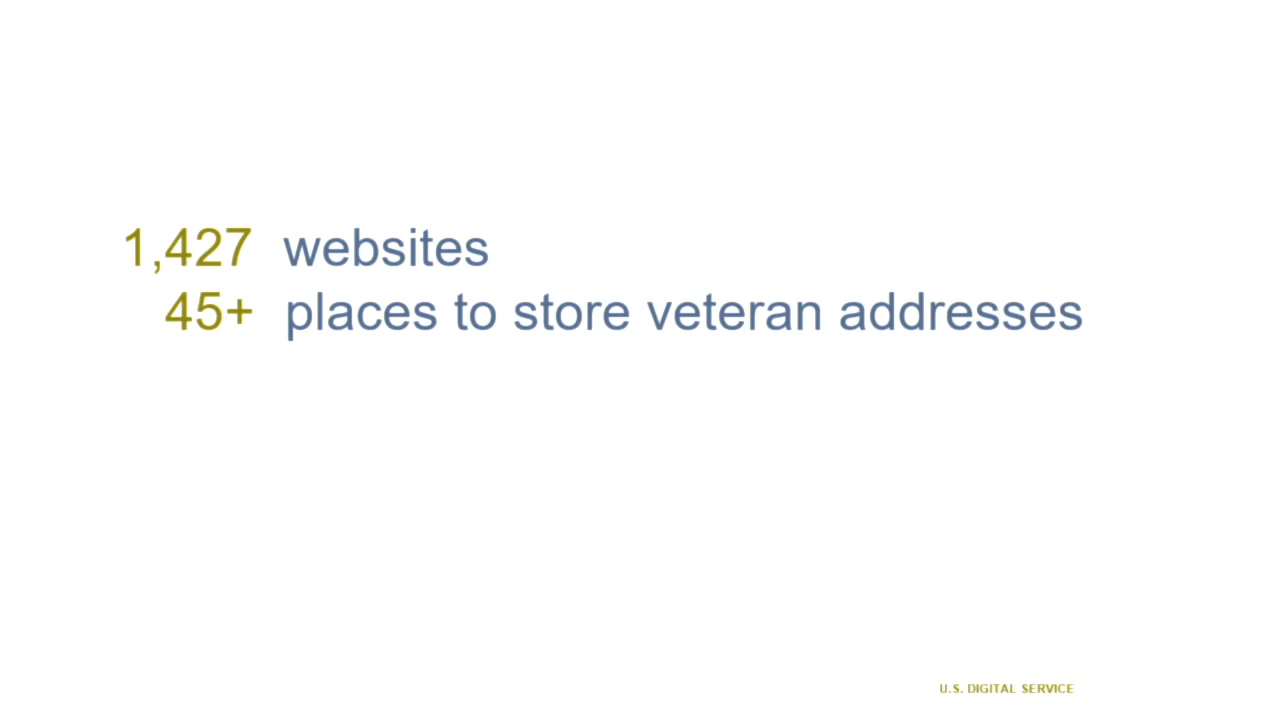 1,427 websites
45+ places to store veteran addresses
U.S. DIGITAL SERVICE